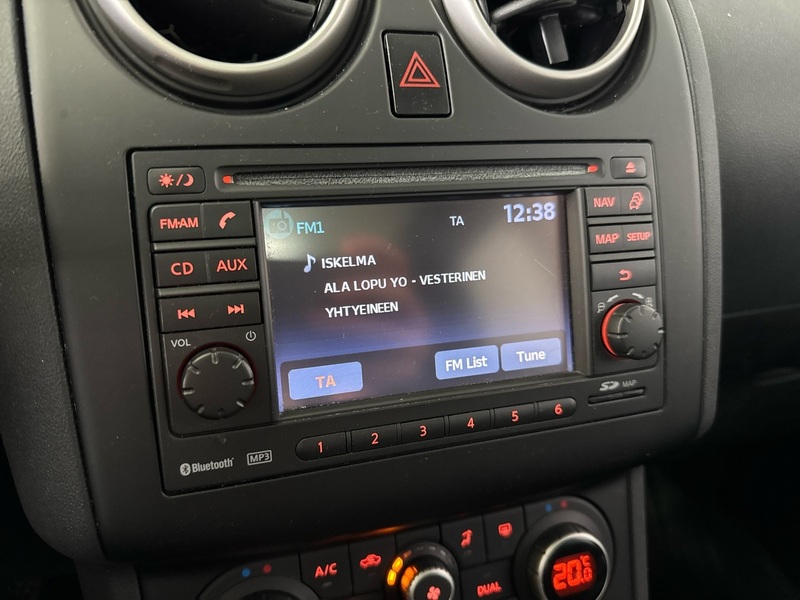 FM1
TA
12:38
ISKELMA
ALA LOPU YO - VESTERINEN
YHTYEINEEN
TA
FM List
Tune
FM•AM
CD
AUX
VOL
NAV
MAP
SETUP
SD MAP
1 2 3 4 5 6
Bluetooth
MP3
A/C
DUAL
20.0°C